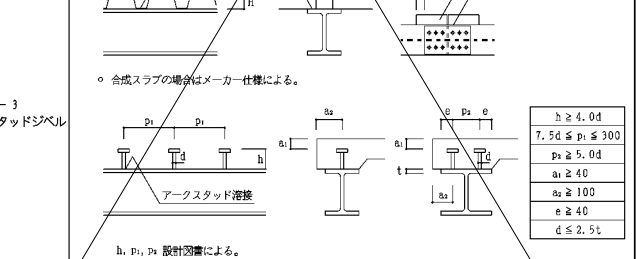 h
○ 合成スラブの場合はメーカー仕様による。
- 3
タッドジベル
p₁ p₁
d
h
アークスタッド溶接
a₂
a₁
e p₂ e
a₁
t
d
a₂
h, p₁, p₂ 設計図書による。
h ≧ 4.0d
7.5d ≦ p₁ ≦ 300
p₂ ≧ 5.0d
a₁ ≧ 40
a₂ ≧ 100
e ≧ 40
d ≦ 2.5t